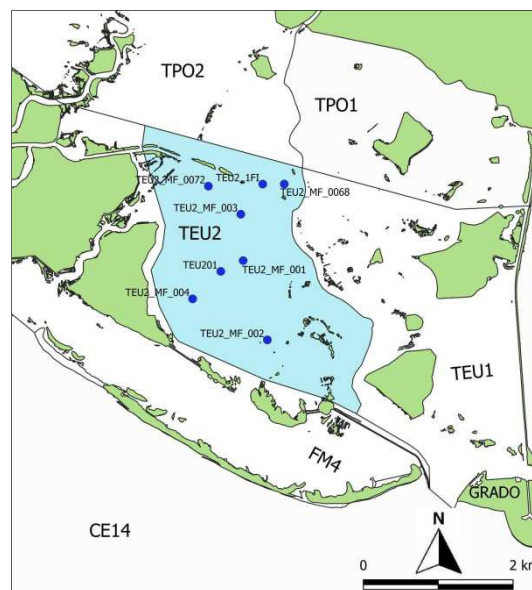 TPO2
TPO1
TEU2_MF_0072
TEU2_1FI
TEU2_MF_0068
TEU2_MF_003
TEU2
TEU201
TEU2_MF_001
TEU2_MF_004
TEU2_MF_002
TEU1
FM4
GRADO
CE14
N
0
2 km